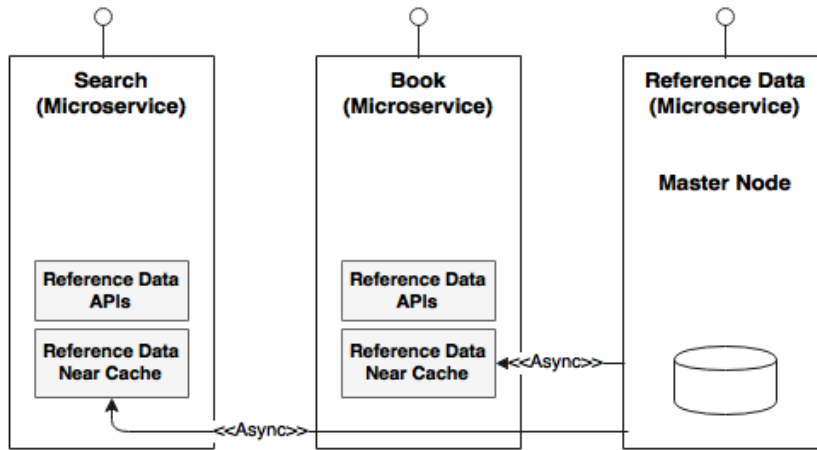 Search
(Microservice)
Reference Data
APIs
Reference Data
Near Cache
Book
(Microservice)
Reference Data
APIs
Reference Data
Near Cache
Reference Data
(Microservice)
Master Node
<<Async>>
<<Async>>